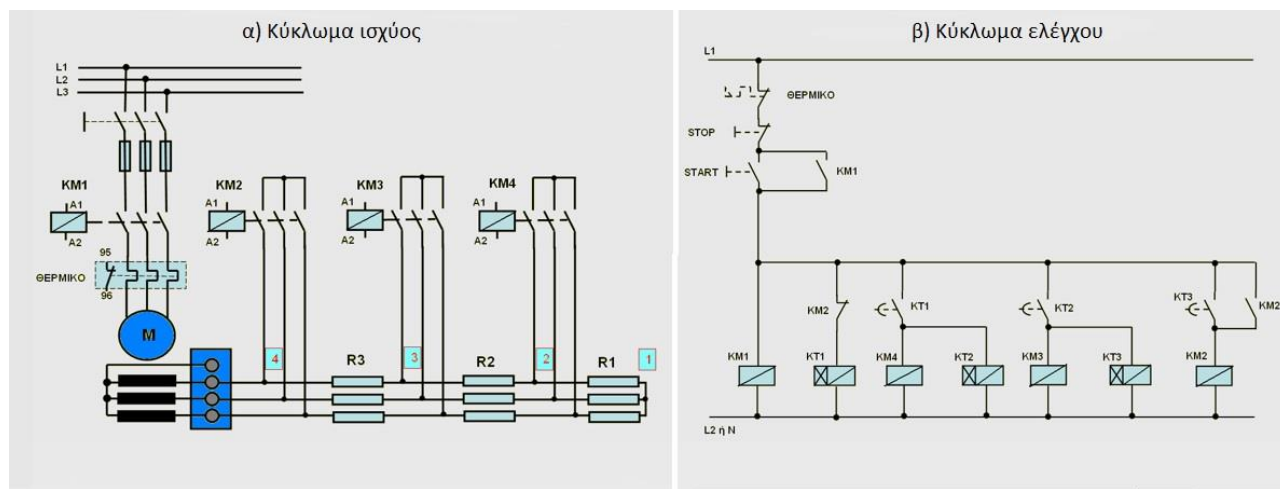 α) Κύκλωμα ισχύος
L1
L2
L3
KM1
A1
A2
KM2
A1
A2
KM3
A1
A2
KM4
A1
A2
95
ΘΕΡΜΙΚΟ
96
M
4
R3
3
R2
2
R1
1
β) Κύκλωμα ελέγχου
L1
ΘΕΡΜΙΚΟ
STOP
START
KM1
KM2
KT1
KT2
KT3
KM2
KM1
KT1
KM4
KT2
KM3
KT3
KM2
L2 ή N